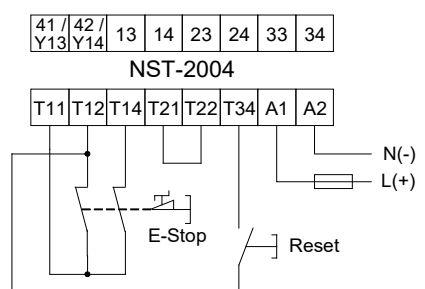 41 / 42 / 13 14 23 24 33 34
Y13 Y14
NST-2004
T11 T12 T14 T21 T22 T34 A1 A2
N(-)
L(+)
E-Stop
Reset